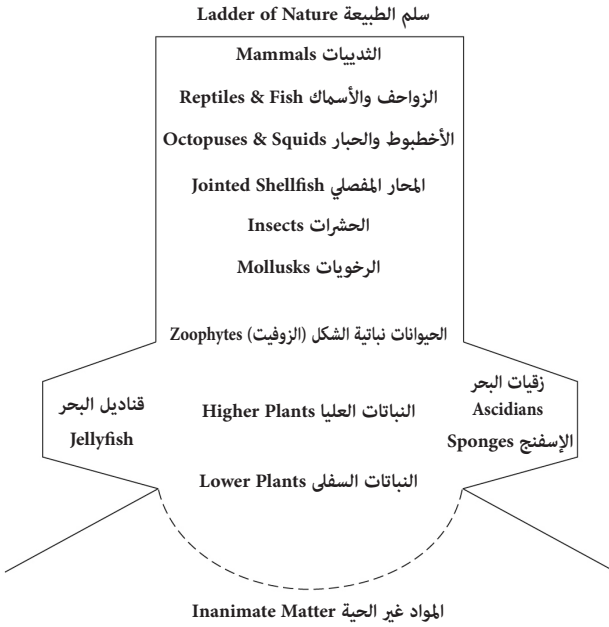 سلم الطبيعة Ladder of Nature
الثدييات Mammals
الزواحف والأسماك Reptiles & Fish
الأخطبوط والحبار Octopuses & Squids
المحار المفصلي Jointed Shellfish
الحشرات Insects
الرخويات Mollusks
الحيوانات نباتية الشكل (الزوفيت) Zoophytes
زقيات البحر
Ascidians
الإسفنج Sponges
النباتات العليا Higher Plants
قناديل البحر
Jellyfish
النباتات السفلى Lower Plants
المواد غير الحية Inanimate Matter